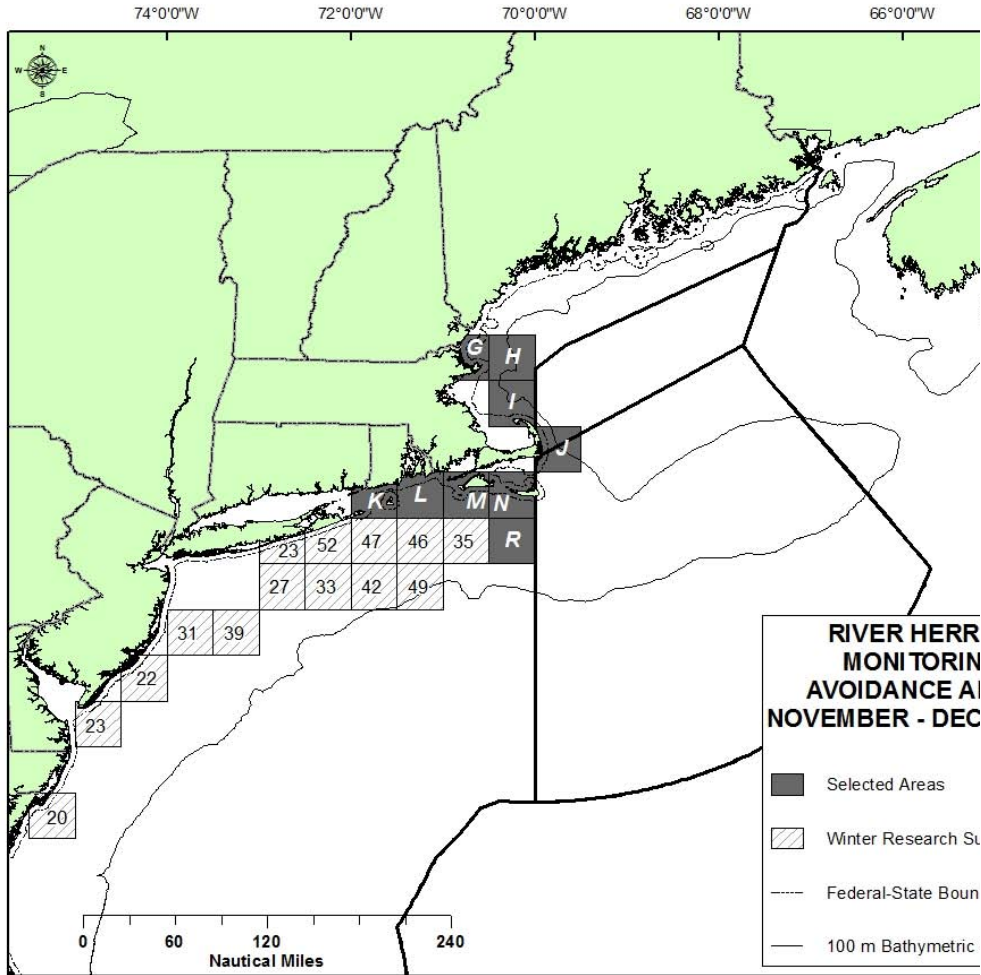 74°0'0"W 72°0'0"W 70°0'0"W 68°0'0"W 66°0'0"W
N
W E
S
G H
I
J
K L M N
23 52 47 46 35 R
27 33 42 49
31 39
22
23
20
RIVER HERR
MONITORIN
AVOIDANCE A
NOVEMBER - DEC
Selected Areas
Winter Research Su
Federal-State Boun
100 m Bathymetric
0 60 120 240
Nautical Miles